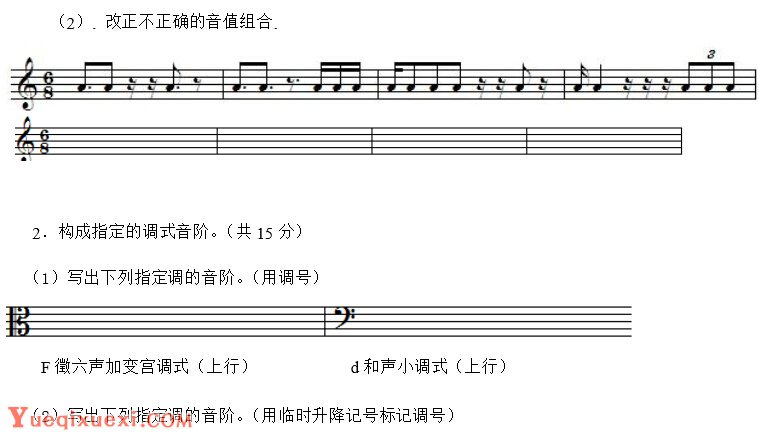 （2）. 改正不正确的音值组合.
6 8 3
6 8
2．构成指定的调式音阶。（共 15 分）
（1）写出下列指定调的音阶。（用调号）
F 徵六声加变宫调式（上行） d 和声小调式（上行）
（2）写出下列指定调的音阶。（用临时升降记号标记调号）
Yueqixuexi.com